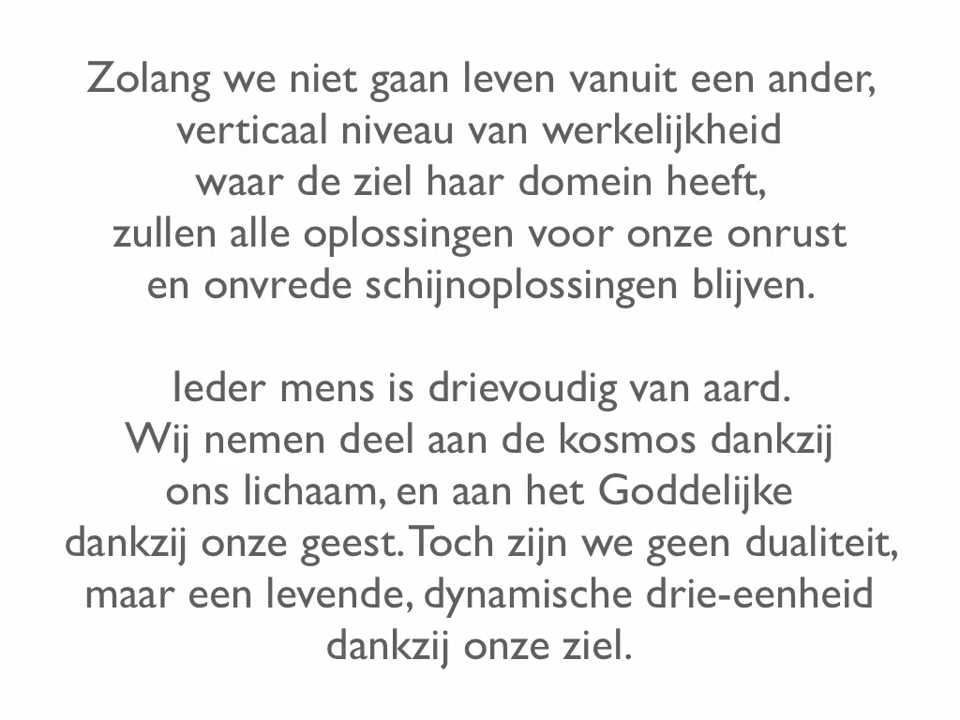 Zolang we niet gaan leven vanuit een ander,
verticaal niveau van werkelijkheid
waar de ziel haar domein heeft,
zullen alle oplossingen voor onze onrust
en onvrede schijnoplossingen blijven.
Ieder mens is drievoudig van aard.
Wij nemen deel aan de kosmos dankzij
ons lichaam, en aan het Goddelijke
dankzij onze geest. Toch zijn we geen dualiteit,
maar een levende, dynamische drie-eenheid
dankzij onze ziel.